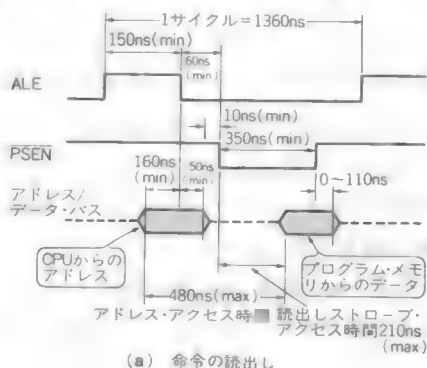 1サイクル=1360ns
150ns(min)
60ns
(min)
ALE
10ns(min)
350ns(min)
PSEN
160ns
(min)
50ns
(min)
0~110ns
アドレス/
データ・バス
CPUからの
アドレス
プログラム・メモ
リからのデータ
480ns(max)
アドレス・アクセス時
読出しストローブ・
アクセス時間210ns
(max)
(a) 命令の読出し